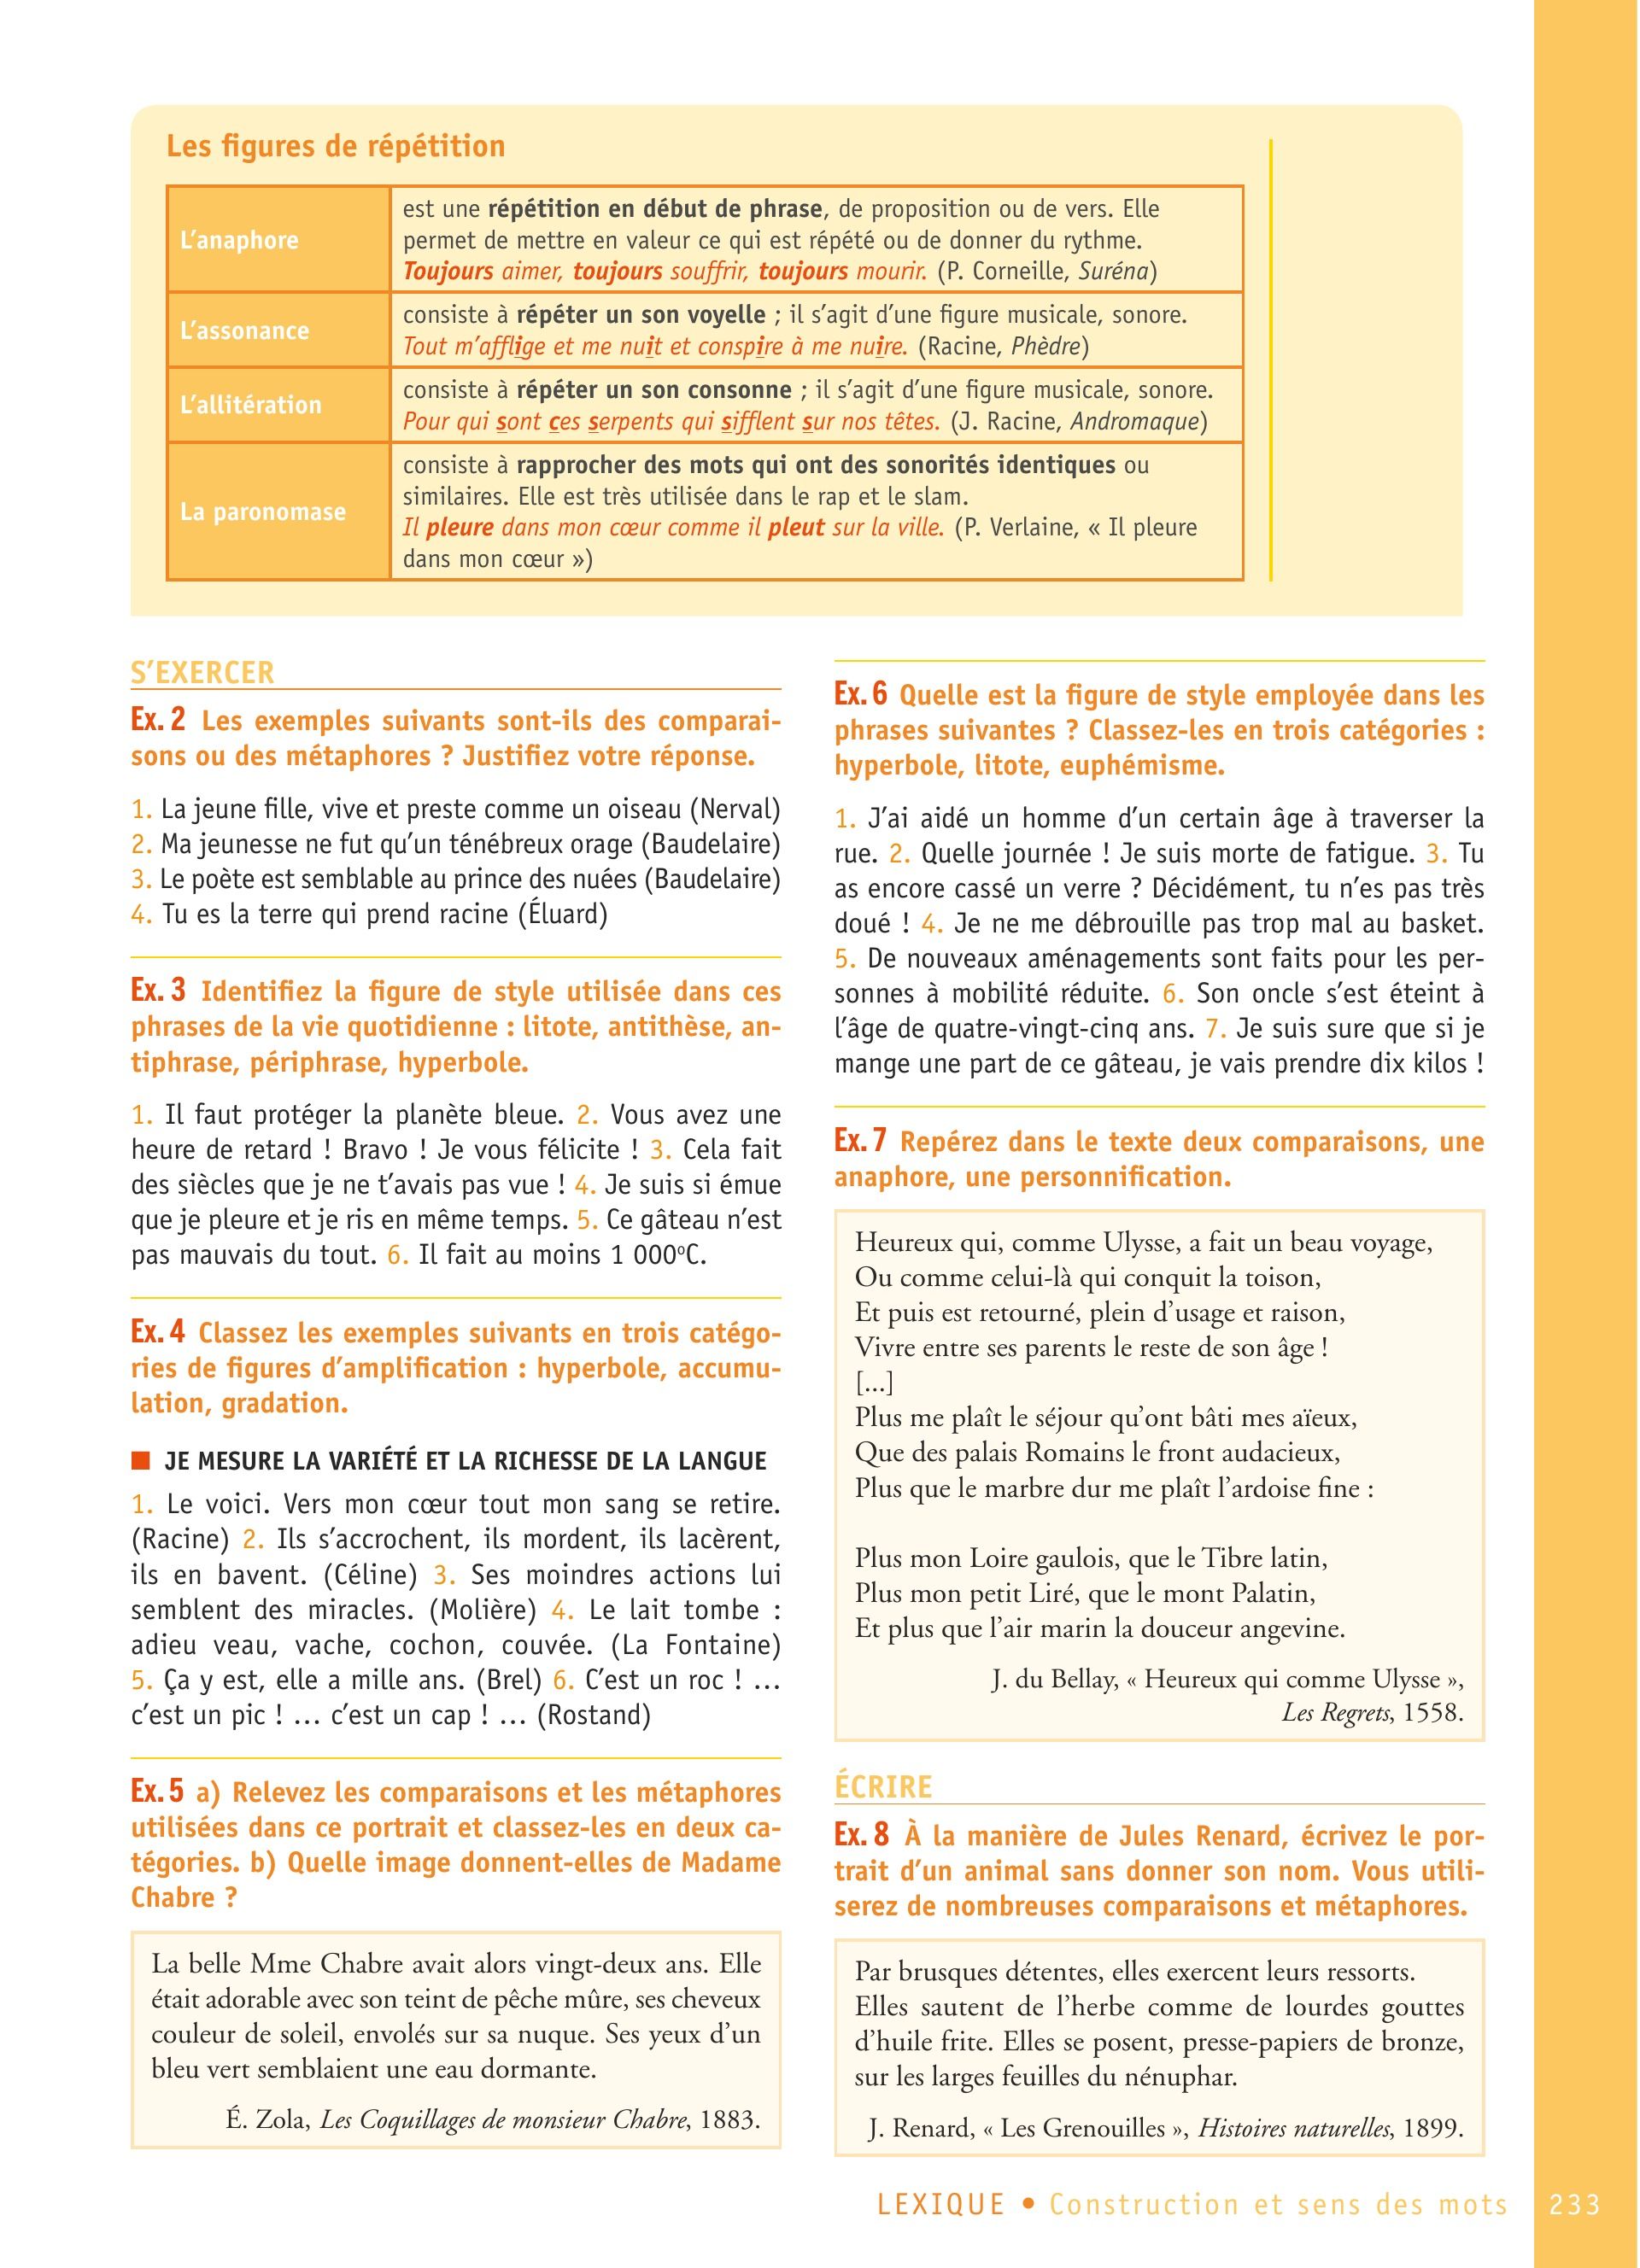 Les figures de répétition
L’anaphore
est une répétition en début de phrase, de proposition ou de vers. Elle
permet de mettre en valeur ce qui est répété ou de donner du rythme.
Toujours aimer, toujours souffrir, toujours mourir. (P. Corneille, Suréna)
L’assonance
consiste à répéter un son voyelle ; il s’agit d’une figure musicale, sonore.
Tout m’afflige et me nuit et conspire à me nuire. (Racine, Phèdre)
L’allitération
consiste à répéter un son consonne ; il s’agit d’une figure musicale, sonore.
Pour qui sont ces serpents qui sifflent sur nos têtes. (J. Racine, Andromaque)
La paronomase
consiste à rapprocher des mots qui ont des sonorités identiques ou
similaires. Elle est très utilisée dans le rap et le slam.
Il pleure dans mon cœur comme il pleut sur la ville. (P. Verlaine, « Il pleure
dans mon cœur »)
S’EXERCER
Ex. 2 Les exemples suivants sont-ils des comparai-
sons ou des métaphores ? Justifiez votre réponse.
1. La jeune fille, vive et preste comme un oiseau (Nerval)
2. Ma jeunesse ne fut qu’un ténébreux orage (Baudelaire)
3. Le poète est semblable au prince des nuées (Baudelaire)
4. Tu es la terre qui prend racine (Éluard)
Ex. 3 Identifiez la figure de style utilisée dans ces
phrases de la vie quotidienne : litote, antithèse, an-
tiphrase, périphrase, hyperbole.
1. Il faut protéger la planète bleue. 2. Vous avez une
heure de retard ! Bravo ! Je vous félicite ! 3. Cela fait
des siècles que je ne t’avais pas vue ! 4. Je suis si émue
que je pleure et je ris en même temps. 5. Ce gâteau n’est
pas mauvais du tout. 6. Il fait au moins 1 000°C.
Ex. 4 Classez les exemples suivants en trois catégo-
ries de figures d’amplification : hyperbole, accumu-
lation, gradation.
■ JE MESURE LA VARIÉTÉ ET LA RICHESSE DE LA LANGUE
1. Le voici. Vers mon cœur tout mon sang se retire.
(Racine) 2. Ils s’accrochent, ils mordent, ils lacèrent,
ils en bavent. (Céline) 3. Ses moindres actions lui
semblent des miracles. (Molière) 4. Le lait tombe :
adieu veau, vache, cochon, couvée. (La Fontaine)
5. Ça y est, elle a mille ans. (Brel) 6. C’est un roc ! …
c’est un pic ! … c’est un cap ! … (Rostand)
Ex. 5 a) Relevez les comparaisons et les métaphores
utilisées dans ce portrait et classez-les en deux ca-
tégories. b) Quelle image donnent-elles de Madame
Chabre ?
La belle Mme Chabre avait alors vingt-deux ans. Elle
était adorable avec son teint de pêche mûre, ses cheveux
couleur de soleil, envolés sur sa nuque. Ses yeux d’un
bleu vert semblaient une eau dormante.
É. Zola, Les Coquillages de monsieur Chabre, 1883.
Ex. 6 Quelle est la figure de style employée dans les
phrases suivantes ? Classez-les en trois catégories :
hyperbole, litote, euphémisme.
1. J’ai aidé un homme d’un certain âge à traverser la
rue. 2. Quelle journée ! Je suis morte de fatigue. 3. Tu
as encore cassé un verre ? Décidément, tu n’es pas très
doué ! 4. Je ne me débrouille pas trop mal au basket.
5. De nouveaux aménagements sont faits pour les per-
sonnes à mobilité réduite. 6. Son oncle s’est éteint à
l’âge de quatre-vingt-cinq ans. 7. Je suis sure que si je
mange une part de ce gâteau, je vais prendre dix kilos !
Ex. 7 Repérez dans le texte deux comparaisons, une
anaphore, une personnification.
Heureux qui, comme Ulysse, a fait un beau voyage,
Ou comme celui-là qui conquit la toison,
Et puis est retourné, plein d’usage et raison,
Vivre entre ses parents le reste de son âge !
[...]
Plus me plaît le séjour qu’ont bâti mes aïeux,
Que des palais Romains le front audacieux,
Plus que le marbre dur me plaît l’ardoise fine :
Plus mon Loire gaulois, que le Tibre latin,
Plus mon petit Liré, que le mont Palatin,
Et plus que l’air marin la douceur angevine.
J. du Bellay, « Heureux qui comme Ulysse »,
Les Regrets, 1558.
ÉCRIRE
Ex. 8 À la manière de Jules Renard, écrivez le por-
trait d’un animal sans donner son nom. Vous utili-
serez de nombreuses comparaisons et métaphores.
Par brusques détentes, elles exercent leurs ressorts.
Elles sautent de l’herbe comme de lourdes gouttes
d’huile frite. Elles se posent, presse-papiers de bronze,
sur les larges feuilles du nénuphar.
J. Renard, « Les Grenouilles », Histoires naturelles, 1899.
LEXIQUE • Construction et sens des mots 233